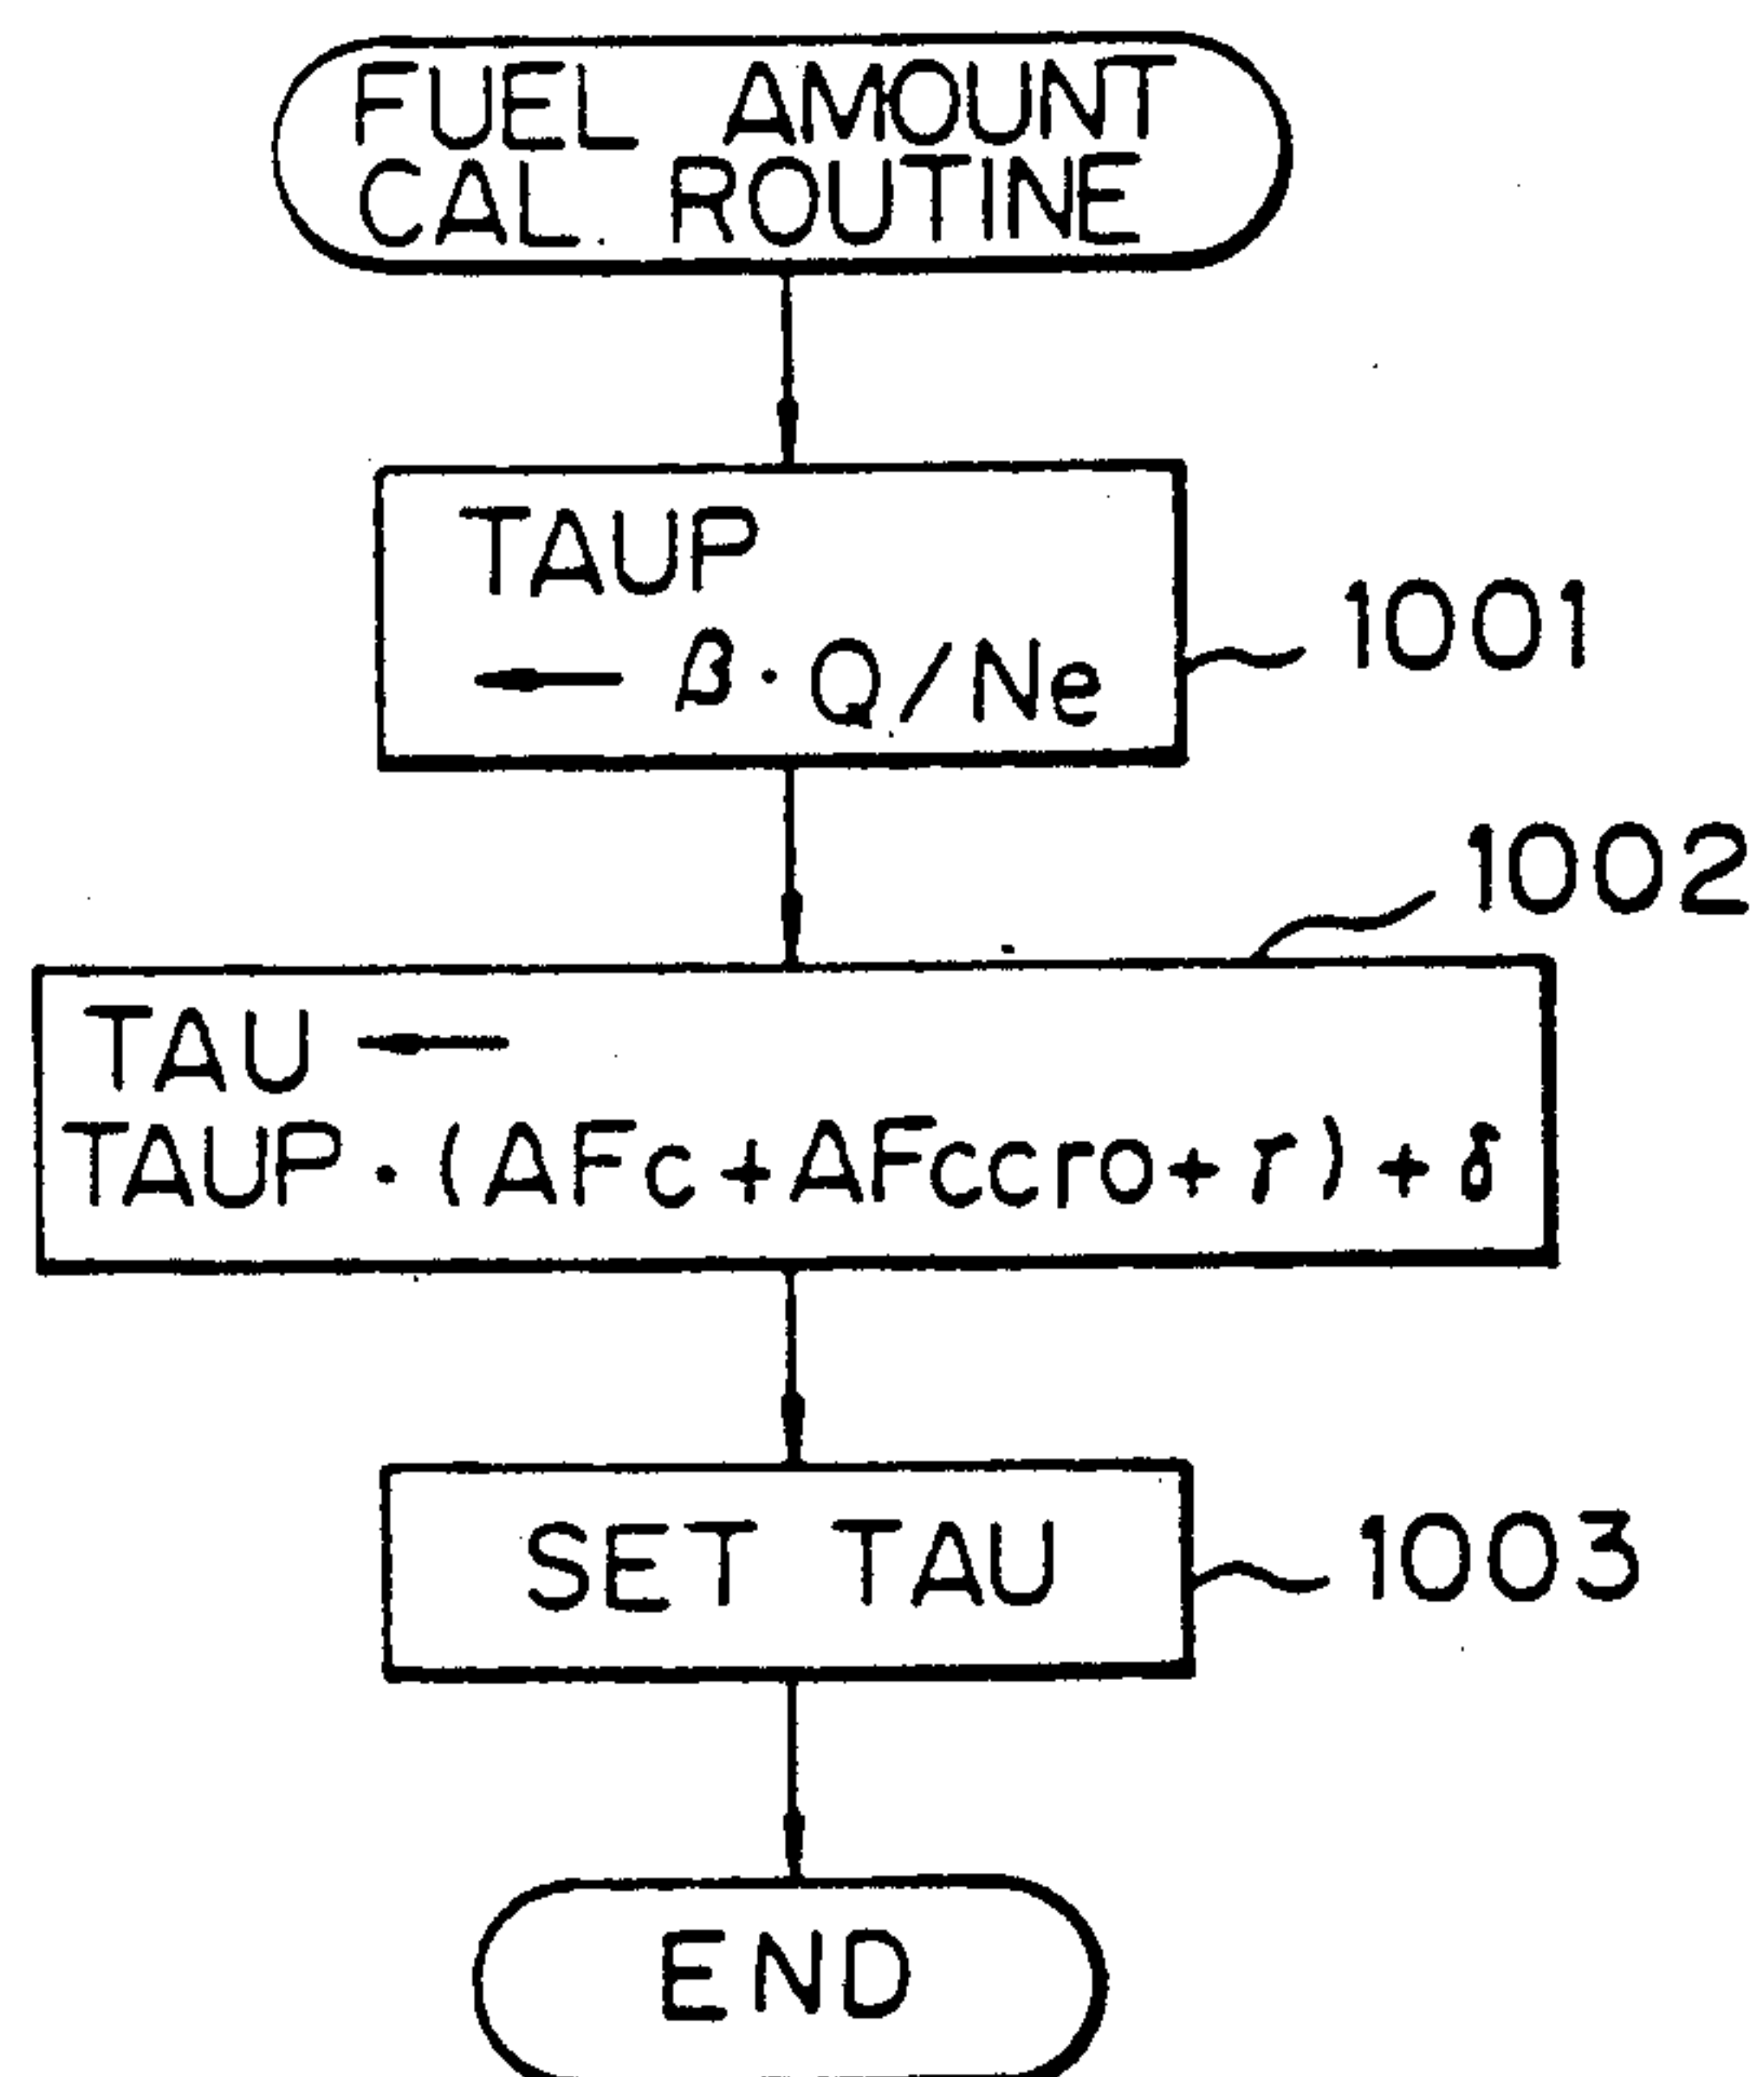 FUEL AMOUNT
CAL. ROUTINE
TAUP
← β・Q/Ne
1001
1002
TAU ←
TAUP・(AFc+AFccro+r)+δ
SET TAU
1003
END